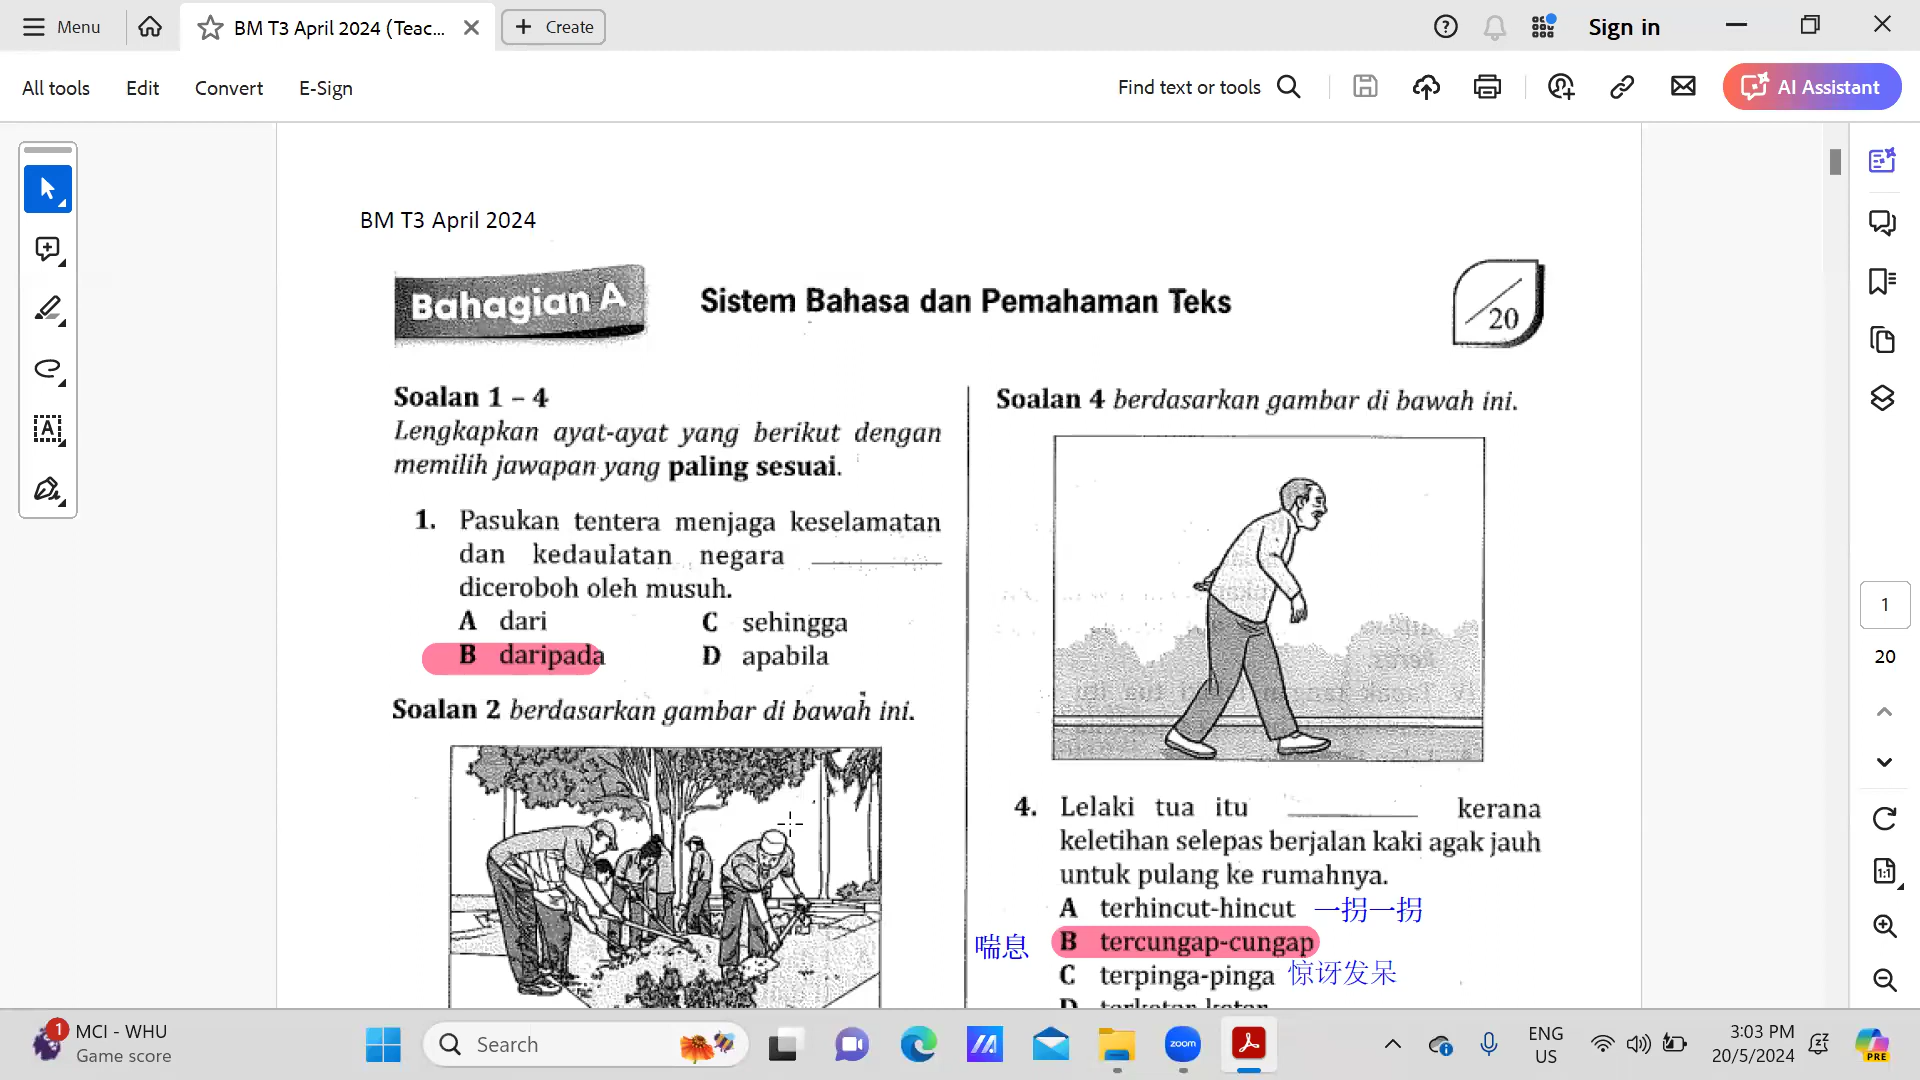 Menu
BM T3 April 2024 (Teac...
Create
Sign in
All tools
Edit
Convert
E-Sign
Find text or tools
AI Assistant
BM T3 April 2024
Bahagian A
Sistem Bahasa dan Pemahaman Teks
20
Soalan 1 – 4
Lengkapkan ayat-ayat yang berikut dengan
memilih jawapan yang paling sesuai.
1. Pasukan tentera menjaga keselamatan
dan kedaulatan negara ________
diceroboh oleh musuh.
A dari C sehingga
B daripada D apabila
Soalan 2 berdasarkan gambar di bawah ini.
Soalan 4 berdasarkan gambar di bawah ini.
4. Lelaki tua itu ________ kerana
keletihan selepas berjalan kaki agak jauh
untuk pulang ke rumahnya.
A terhincut-hincut 一拐一拐
喘息 B tercungap-cungap
C terpinga-pinga 惊讶发呆
1
20
1
MCI - WHU
Game score
Search
zoom
ENG
US
3:03 PM
20/5/2024
PRE